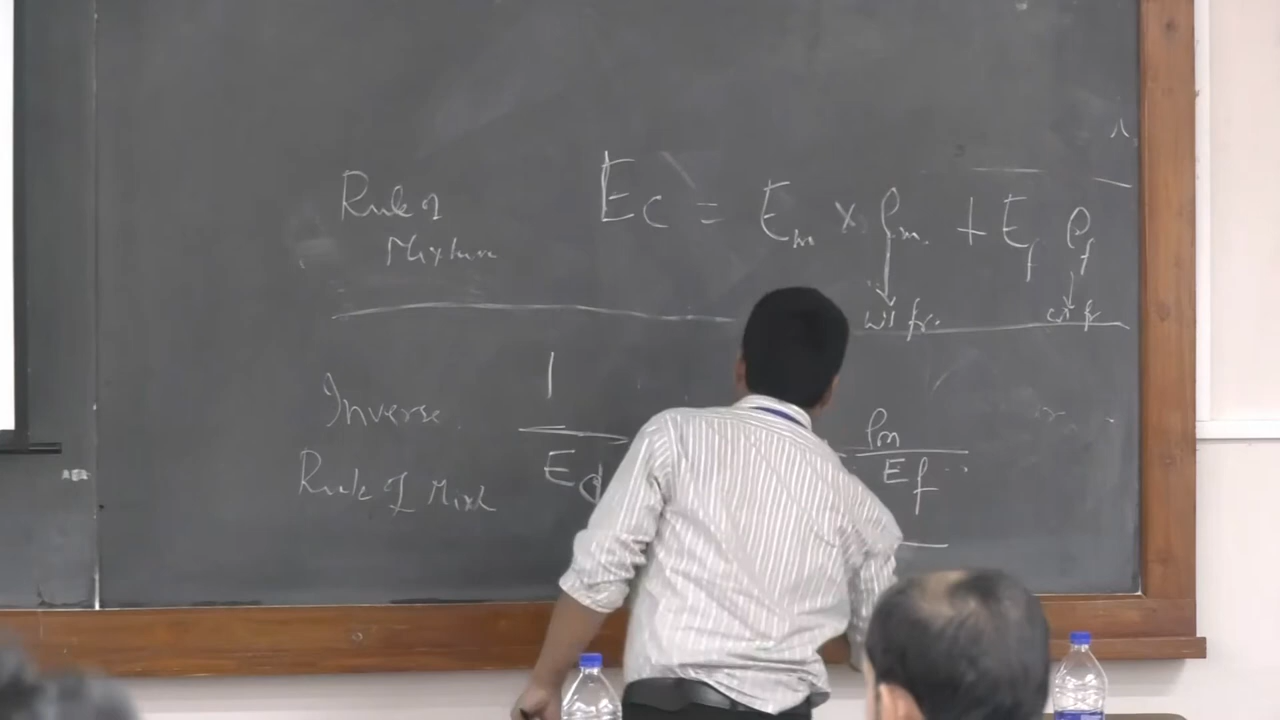 Rule of
Mixture
Ec = Em × ρm + Ef ρf
wt fr. wt fr
Inverse
Rule of Mixt
1
Ec
ρm
Ef